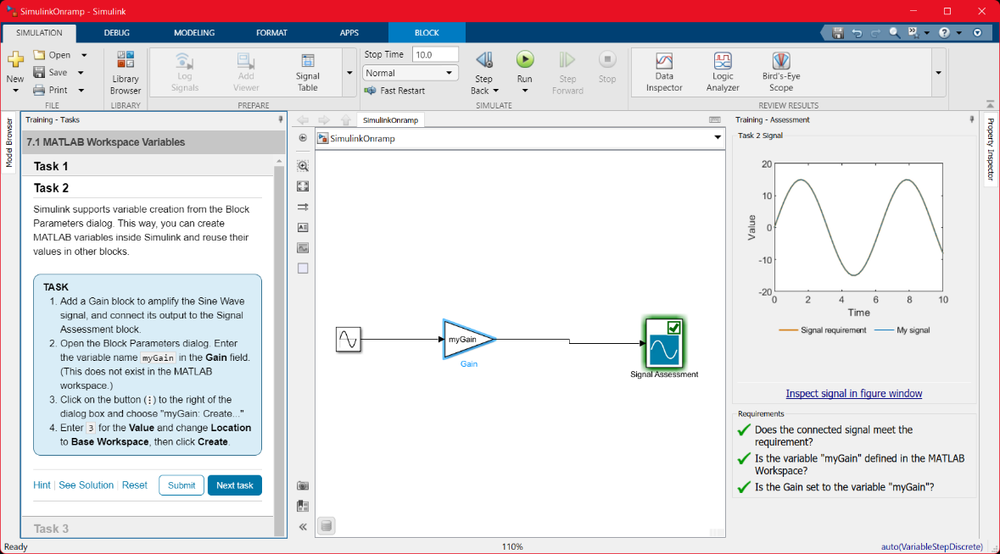 SimulinkOnramp - Simulink
SIMULATION DEBUG MODELING FORMAT APPS BLOCK
New
Open
Save
Print
FILE
Library
Browser
LIBRARY
Log
Signals
Add
Viewer
Signal
Table
PREPARE
Stop Time 10.0
Normal
Fast Restart
Step
Back
Run
Step
Forward
Stop
SIMULATE
Data
Inspector
Logic
Analyzer
Bird's-Eye
Scope
REVIEW RESULTS
Model Browser
Training - Tasks
7.1 MATLAB Workspace Variables
Task 1
Task 2
Simulink supports variable creation from the Block
Parameters dialog. This way, you can create
MATLAB variables inside Simulink and reuse their
values in other blocks.
TASK
1. Add a Gain block to amplify the Sine Wave
signal, and connect its output to the Signal
Assessment block.
2. Open the Block Parameters dialog. Enter
the variable name myGain in the Gain field.
(This does not exist in the MATLAB
workspace.)
3. Click on the button (⋮) to the right of the
dialog box and choose "myGain: Create..."
4. Enter 3 for the Value and change Location
to Base Workspace, then click Create.
Hint | See Solution | Reset Submit Next task
Task 3
SimulinkOnramp
SimulinkOnramp
myGain
Gain
Signal Assessment
Training - Assessment
Task 2 Signal
20
10
0
-10
-20
Value
0 2 4 6 8 10
Time
Signal requirement My signal
Inspect signal in figure window
Requirements
Does the connected signal meet the
requirement?
Is the variable "myGain" defined in the MATLAB
Workspace?
Is the Gain set to the variable "myGain"?
Property Inspector
Ready 110% auto(VariableStepDiscrete)